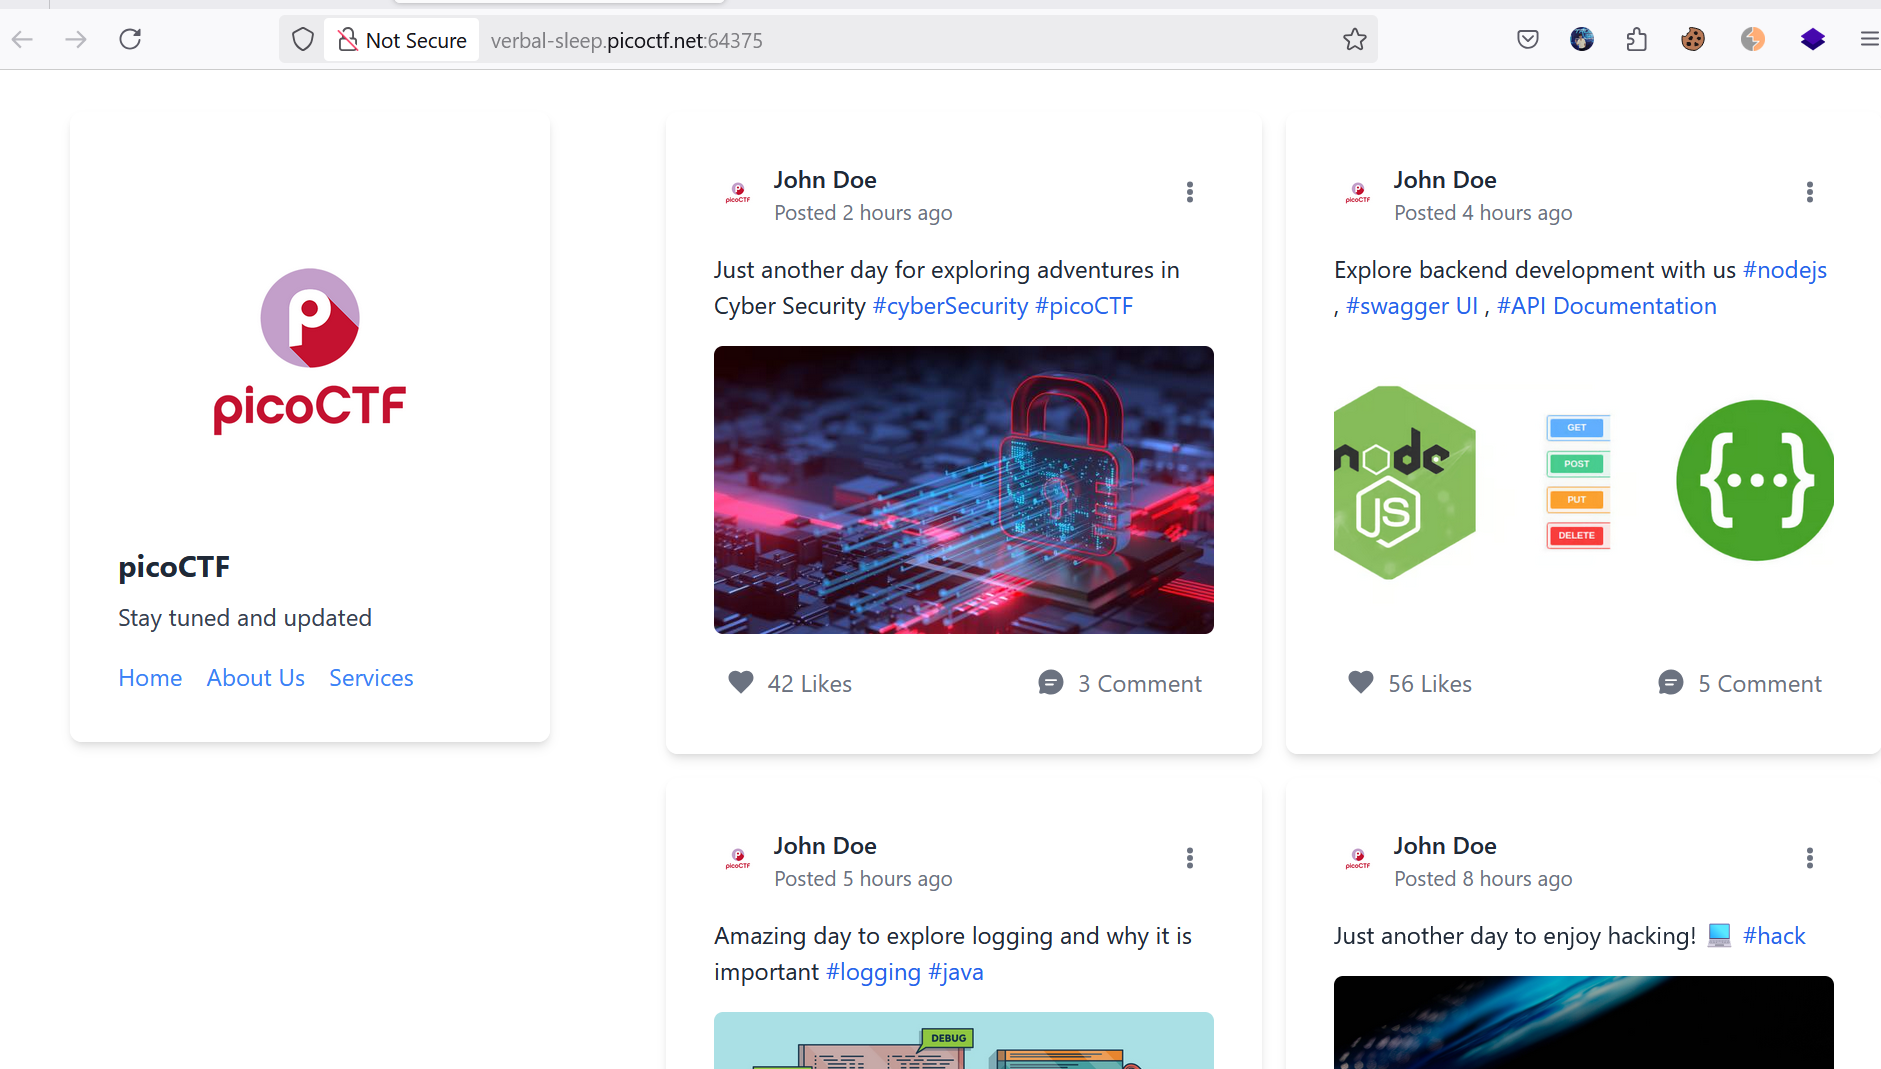 Not Secure verbal-sleep.picoctf.net:64375
picoCTF
picoCTF
Stay tuned and updated
Home About Us Services
picoCTF
John Doe
Posted 2 hours ago
Just another day for exploring adventures in
Cyber Security #cyberSecurity #picoCTF
42 Likes 3 Comment
picoCTF
John Doe
Posted 4 hours ago
Explore backend development with us #nodejs
, #swagger UI , #API Documentation
node
JS
GET
POST
PUT
DELETE
{...}
56 Likes 5 Comment
picoCTF
John Doe
Posted 5 hours ago
Amazing day to explore logging and why it is
important #logging #java
DEBUG
picoCTF
John Doe
Posted 8 hours ago
Just another day to enjoy hacking! 💻 #hack